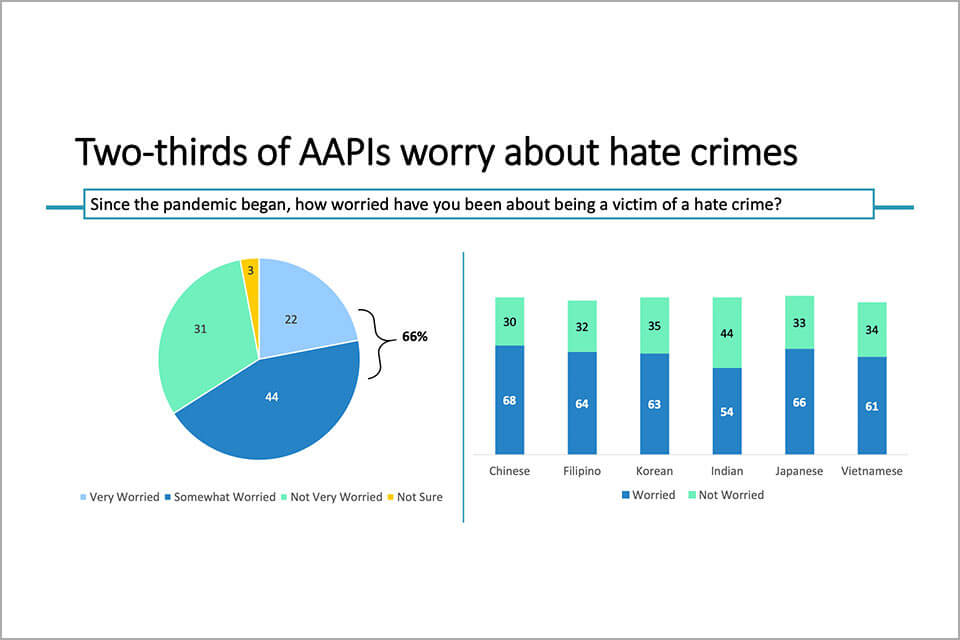 Two-thirds of AAPIs worry about hate crimes
Since the pandemic began, how worried have you been about being a victim of a hate crime?
3
22
31
66%
44
Very Worried Somewhat Worried Not Very Worried Not Sure
30 32 35 44 33 34
68 64 63 54 66 61
Chinese Filipino Korean Indian Japanese Vietnamese
Worried Not Worried